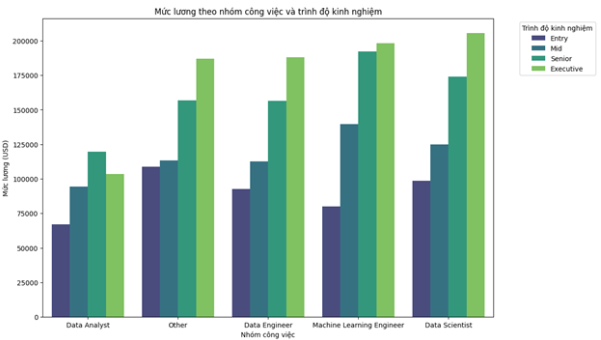 Mức lương theo nhóm công việc và trình độ kinh nghiệm
Trình độ kinh nghiệm
Entry
Mid
Senior
Executive
Mức lương (USD)
200000
175000
150000
125000
100000
75000
50000
25000
0
Data Analyst
Other
Data Engineer
Machine Learning Engineer
Data Scientist
Nhóm công việc